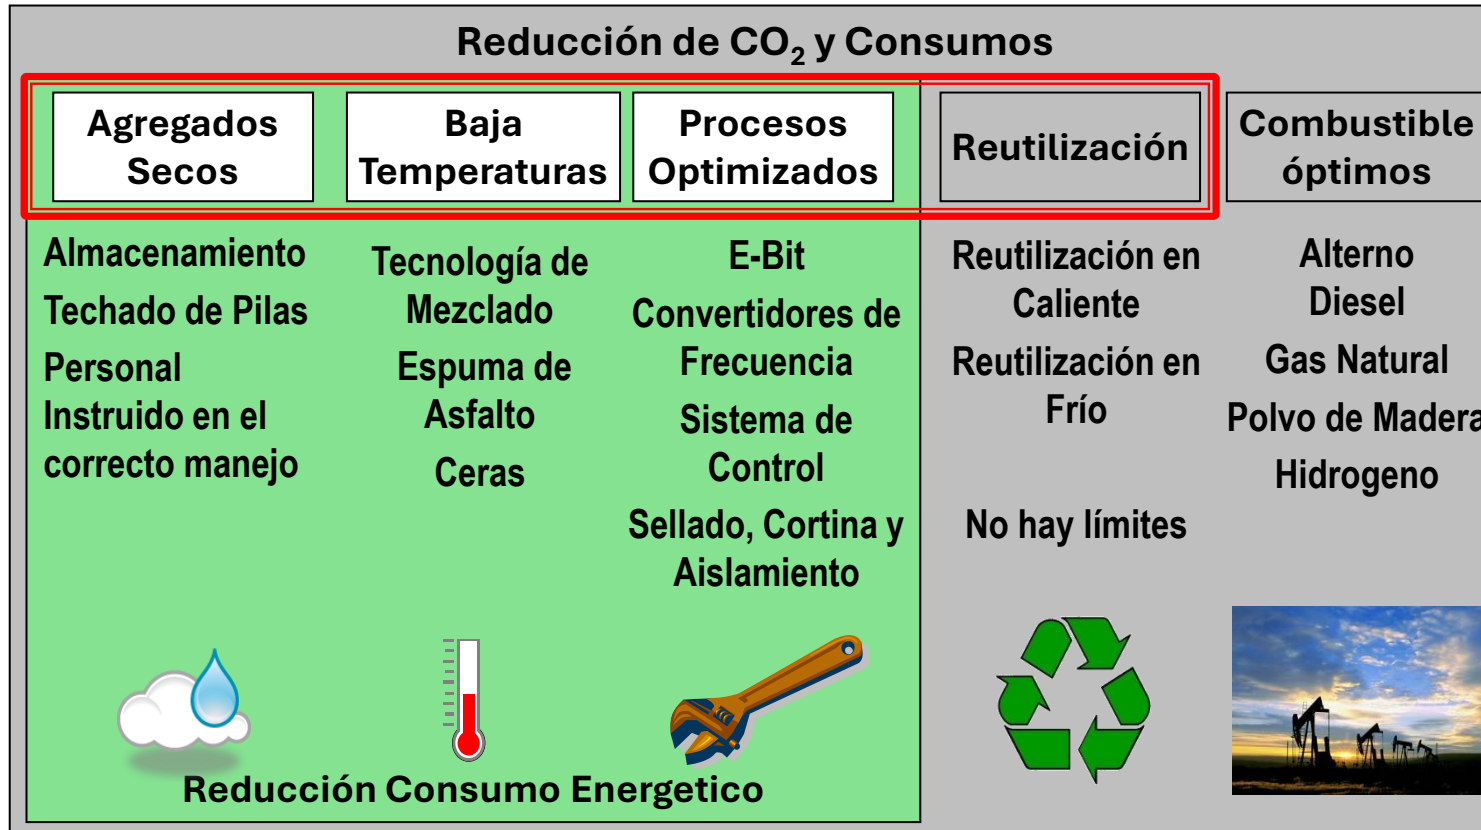 Reducción de CO₂ y Consumos
Agregados
Secos
Baja
Temperaturas
Procesos
Optimizados
Reutilización
Combustible
óptimos
Almacenamiento
Techado de Pilas
Personal
Instruido en el
correcto manejo
Tecnología de
Mezclado
Espuma de
Asfalto
Ceras
E-Bit
Convertidores de
Frecuencia
Sistema de
Control
Sellado, Cortina y
Aislamiento
Reutilización en
Caliente
Reutilización en
Frío
No hay límites
Alterno
Diesel
Gas Natural
Polvo de Madera
Hidrogeno
Reducción Consumo Energetico